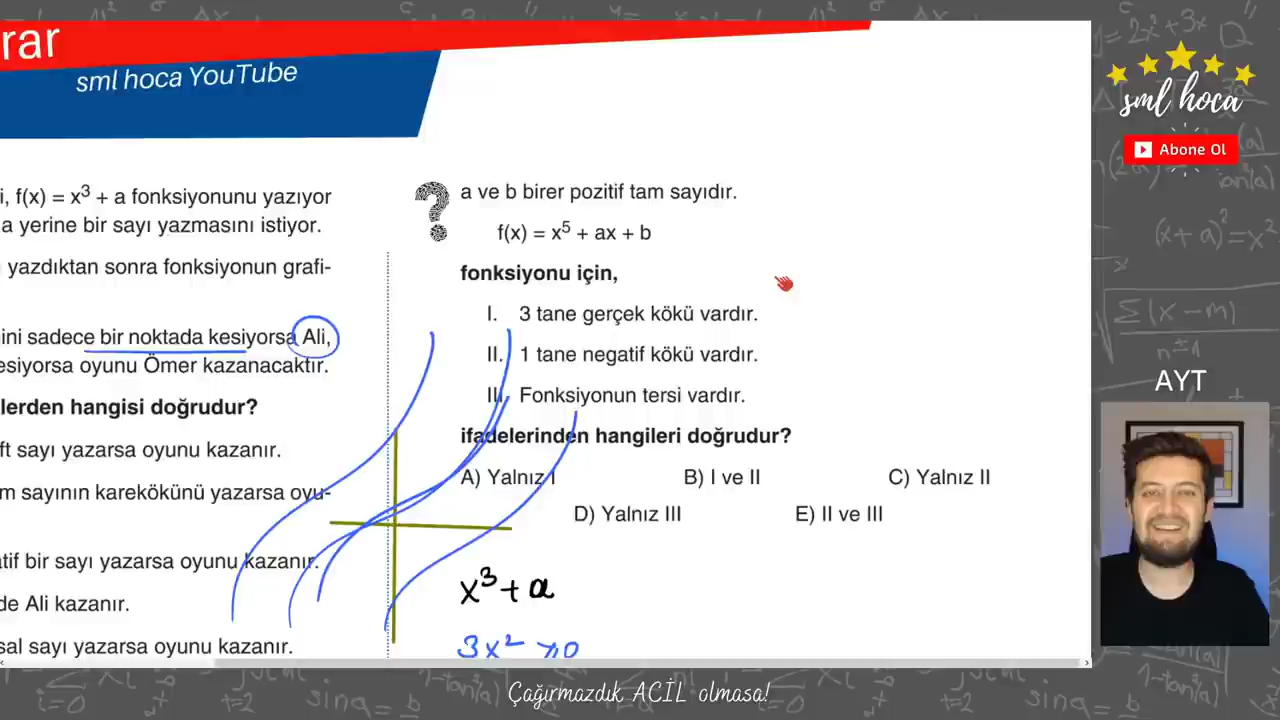 rar
sml hoca YouTube
i, f(x) = x³ + a fonksiyonunu yazıyor
a yerine bir sayı yazmasını istiyor.
yazdıktan sonra fonksiyonun grafi-
ini sadece bir noktada kesiyorsa Ali,
esiyorsa oyunu Ömer kazanacaktır.
lerden hangisi doğrudur?
ft sayı yazarsa oyunu kazanır.
m sayının karekökünü yazarsa oyu-
tif bir sayı yazarsa oyunu kazanır.
de Ali kazanır.
sal sayı yazarsa oyunu kazanır.
?
a ve b birer pozitif tam sayıdır.
f(x) = x⁵ + ax + b
fonksiyonu için,
I. 3 tane gerçek kökü vardır.
II. 1 tane negatif kökü vardır.
III. Fonksiyonun tersi vardır.
ifadelerinden hangileri doğrudur?
A) Yalnız I B) I ve II C) Yalnız II
D) Yalnız III E) II ve III
x³ + a
3x² ⩾0
sml hoca
Abone Ol
AYT
Çağırmazdık ACİL olmasa!